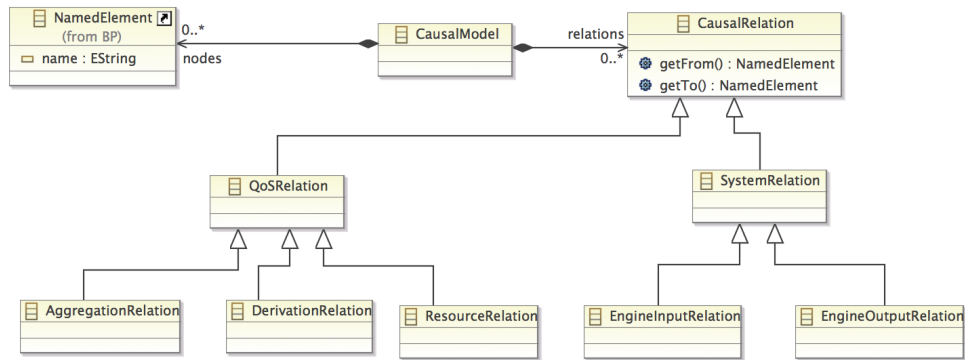 NamedElement
(from BP)
name : EString
0..*
nodes
CausalModel
relations
0..*
CausalRelation
getFrom() : NamedElement
getTo() : NamedElement
QoSRelation
SystemRelation
AggregationRelation
DerivationRelation
ResourceRelation
EngineInputRelation
EngineOutputRelation